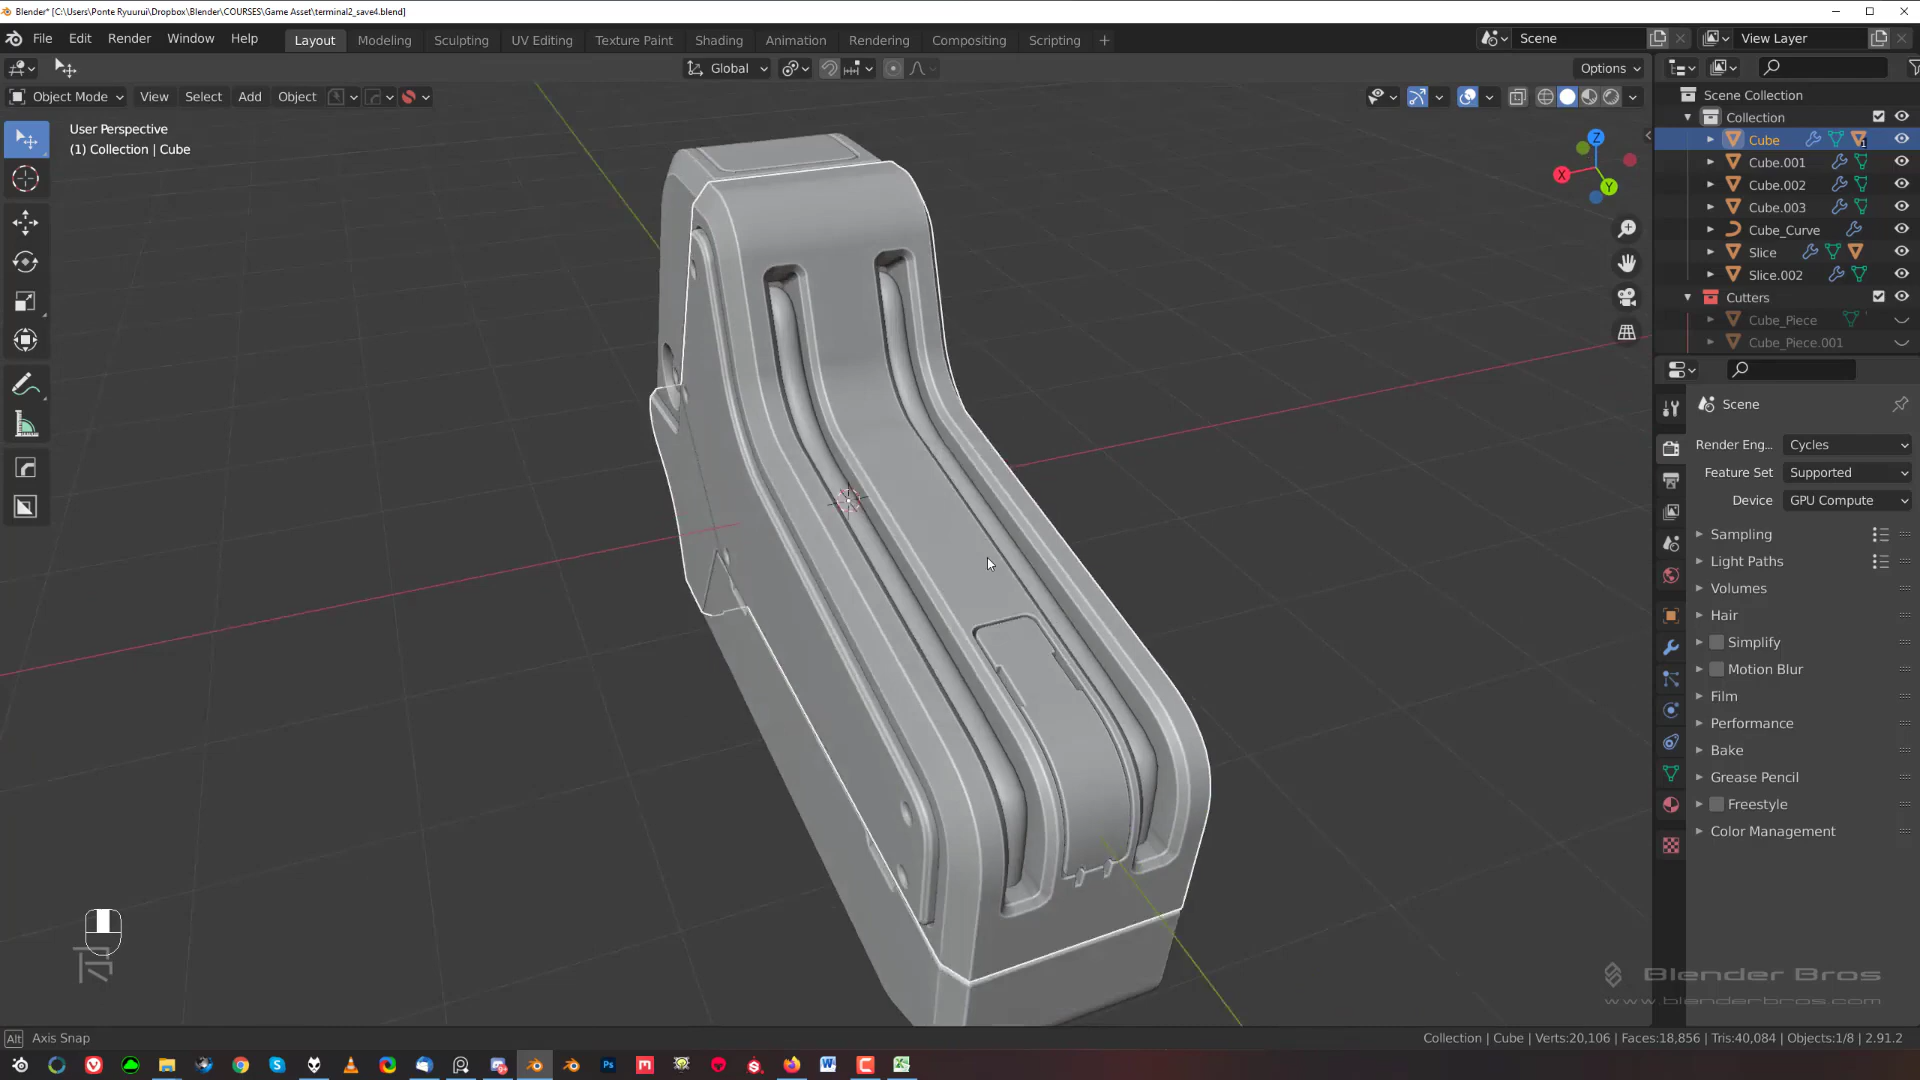 Blender* [C:\Users\Ponte Ryuurui\Dropbox\Blender\COURSES\Game Asset\terminal2_save4.blend]
File Edit Render Window Help Layout Modeling Sculpting UV Editing Texture Paint Shading Animation Rendering Compositing Scripting + Scene View Layer
Global Options
Object Mode View Select Add Object
User Perspective
(1) Collection | Cube
Z
X
Y
Scene Collection
Collection
Cube 1
Cube.001
Cube.002
Cube.003
Cube_Curve
Slice
Slice.002
Cutters
Cube_Piece
Cube_Piece.001
Scene
Render Eng... Cycles
Feature Set Supported
Device GPU Compute
Sampling
Light Paths
Volumes
Hair
Simplify
Motion Blur
Film
Performance
Bake
Grease Pencil
Freestyle
Color Management
Blender Bros
www.blenderbros.com
Alt Axis Snap
Collection | Cube | Verts:20,106 | Faces:18,856 | Tris:40,084 | Objects:1/8 | 2.91.2